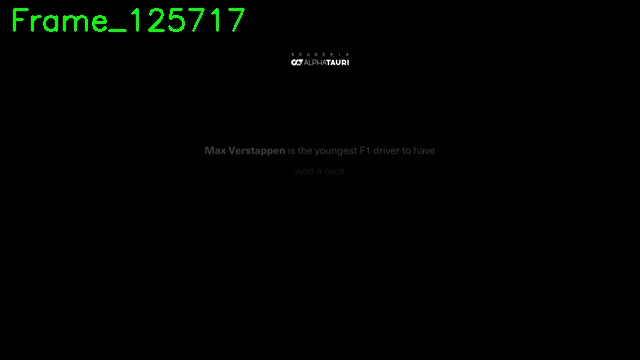 Frame_125717
SCUDERIA
ALPHATAURI
Max Verstappen is the youngest F1 driver to have
won a race